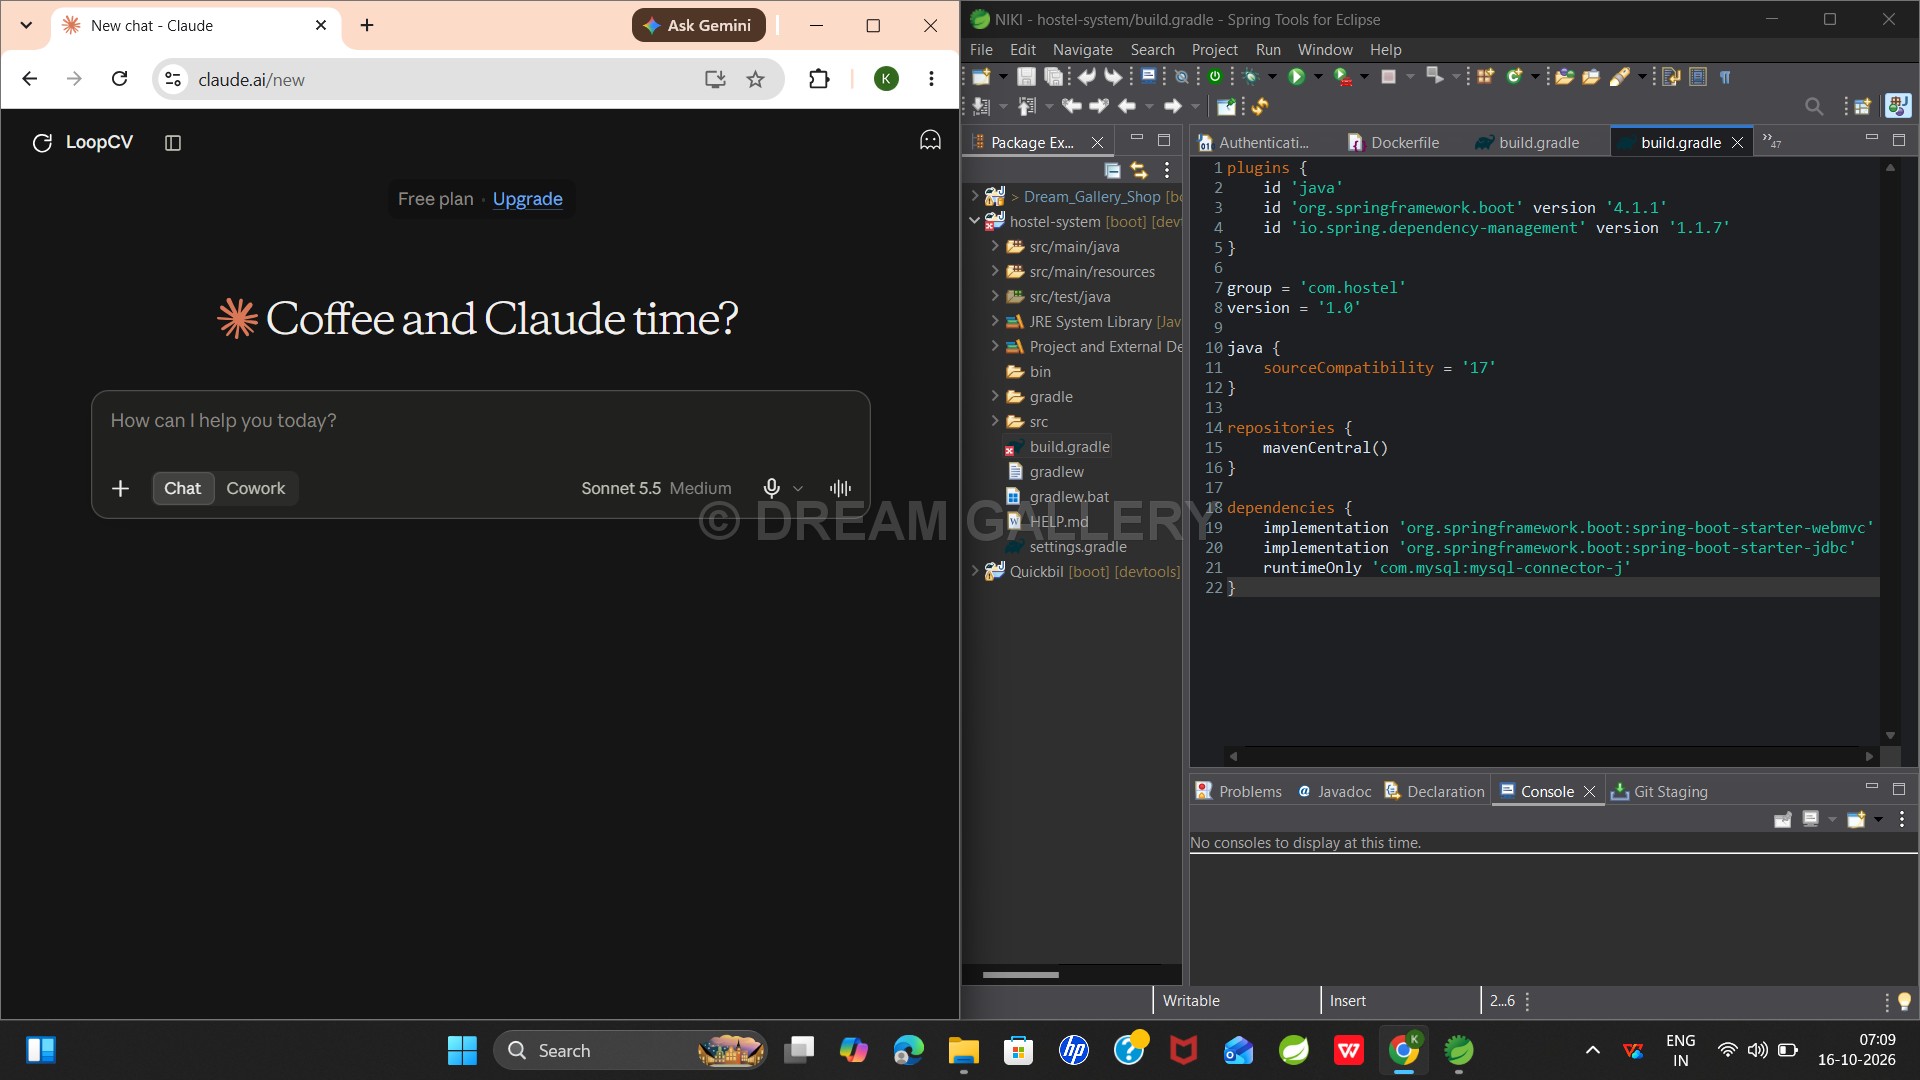 New chat - Claude
Ask Gemini
claude.ai/new
K
LoopCV
Free plan · Upgrade
Coffee and Claude time?
How can I help you today?
Chat
Cowork
Sonnet 5.5 Medium
© DREAM GALLERY
NIKI - hostel-system/build.gradle - Spring Tools for Eclipse
File Edit Navigate Search Project Run Window Help
Package Ex...
> Dream_Gallery_Shop [bo
hostel-system [boot] [dev
src/main/java
src/main/resources
src/test/java
JRE System Library [Jav
Project and External De
bin
gradle
src
build.gradle
gradlew
gradlew.bat
HELP.md
settings.gradle
Quickbil [boot] [devtools]
Authenticati...
Dockerfile
build.gradle
build.gradle
»47
1 plugins {
2 id 'java'
3 id 'org.springframework.boot' version '4.1.1'
4 id 'io.spring.dependency-management' version '1.1.7'
5 }
6
7 group = 'com.hostel'
8 version = '1.0'
9
10 java {
11 sourceCompatibility = '17'
12 }
13
14 repositories {
15 mavenCentral()
16 }
17
18 dependencies {
19 implementation 'org.springframework.boot:spring-boot-starter-webmvc'
20 implementation 'org.springframework.boot:spring-boot-starter-jdbc'
21 runtimeOnly 'com.mysql:mysql-connector-j'
22 }
Problems
Javadoc
Declaration
Console
Git Staging
No consoles to display at this time.
Writable
Insert
2...6
Search
ENG
IN
07:09
16-10-2026